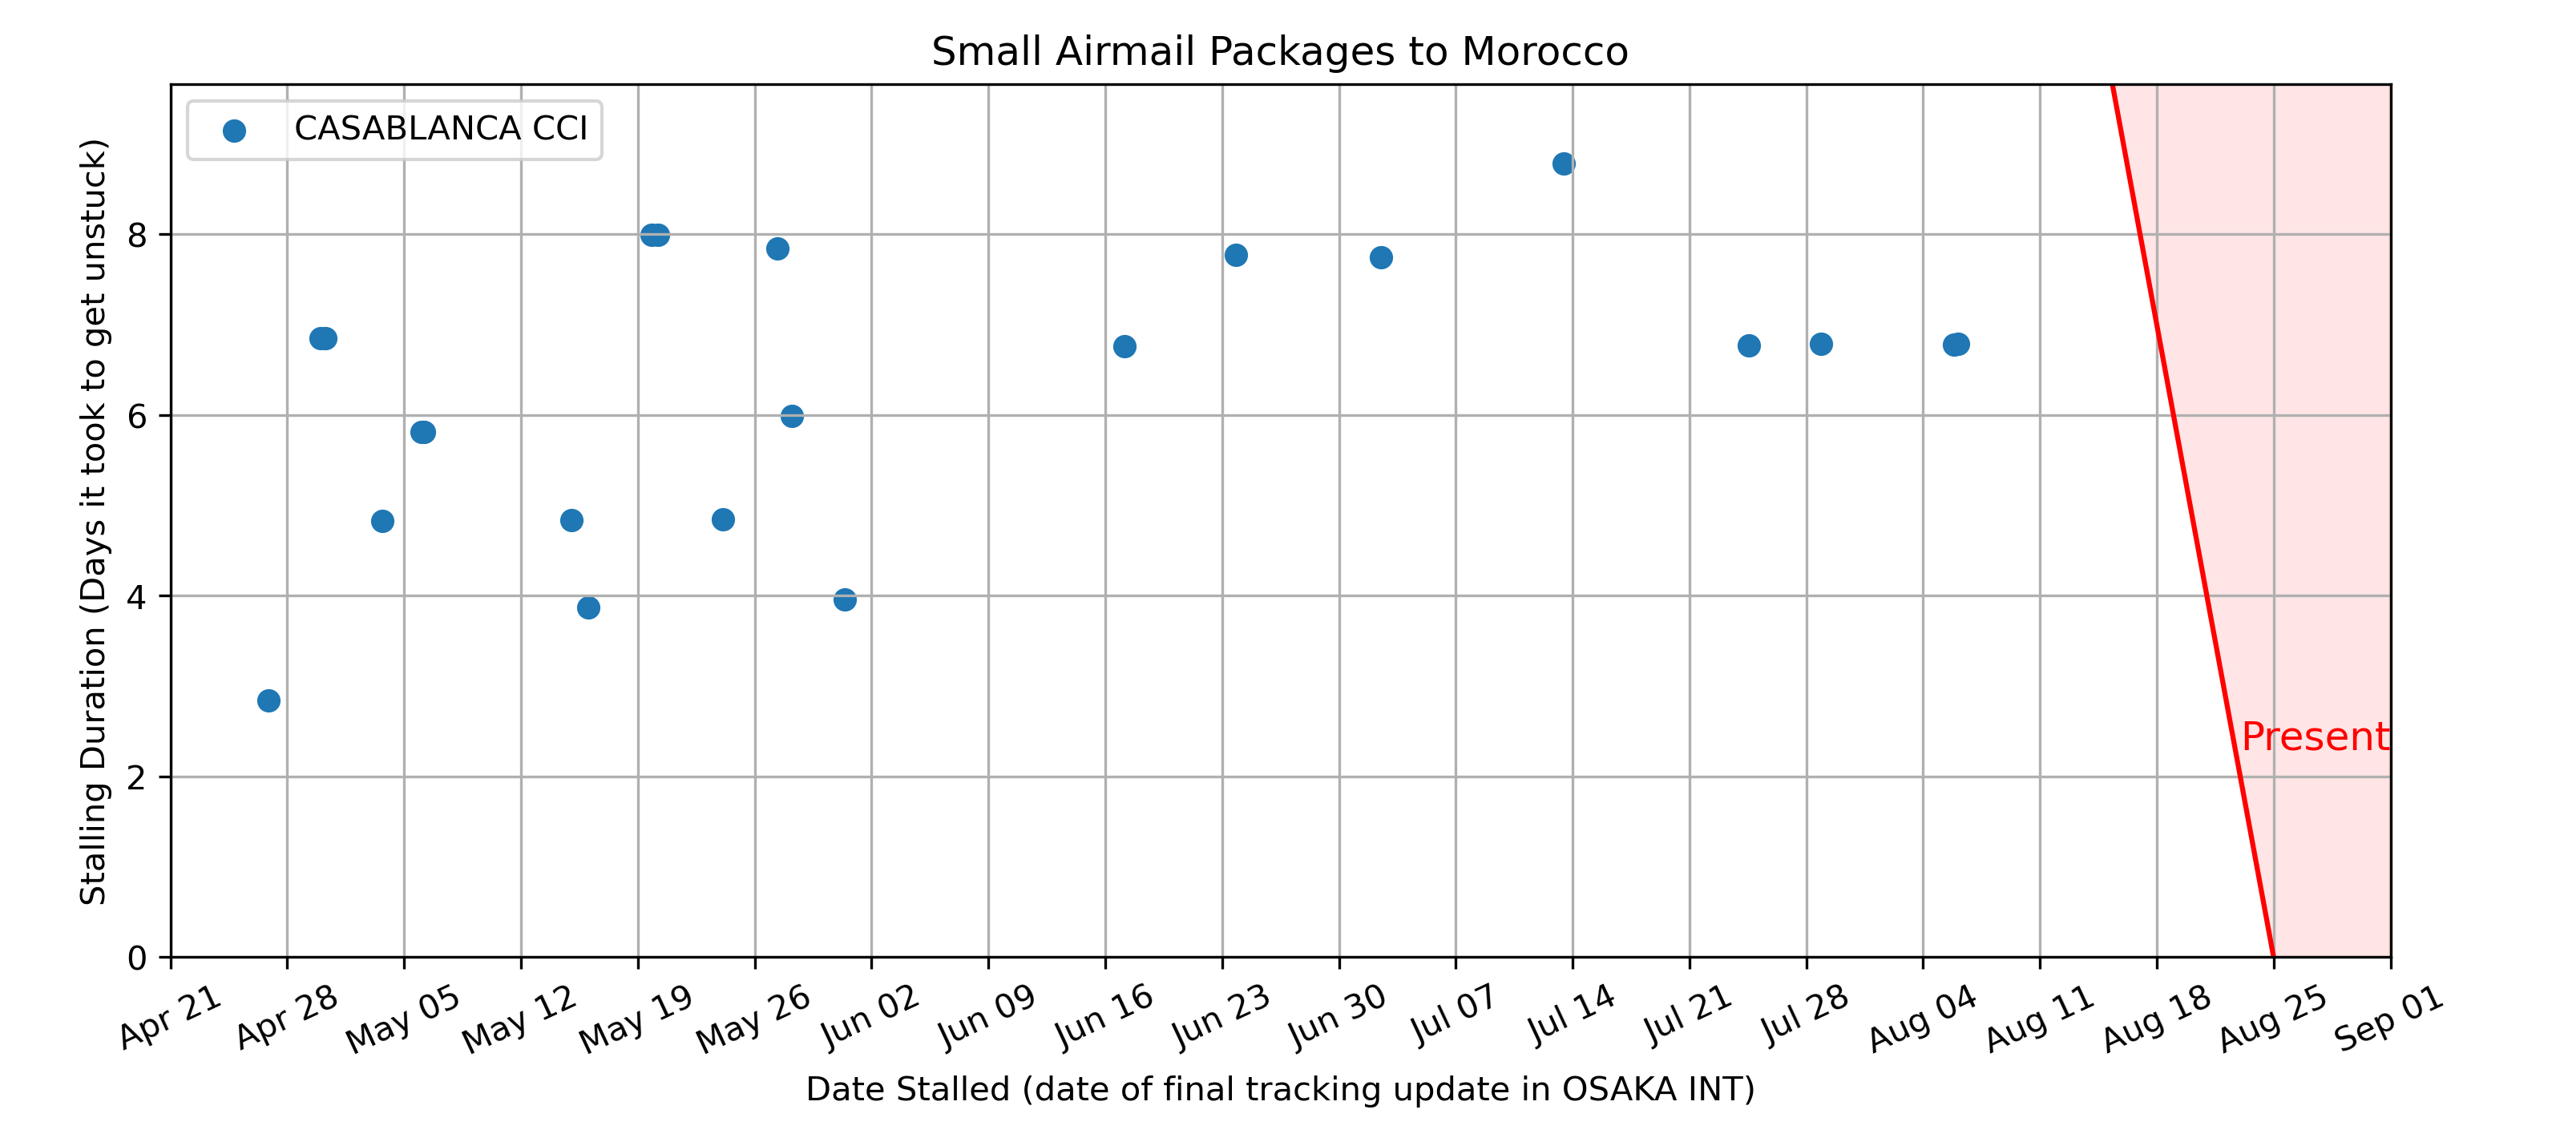 Small Airmail Packages to Morocco
CASABLANCA CCI
Stalling Duration (Days it took to get unstuck)
8
6
4
2
0
Present
Apr 21
Apr 28
May 05
May 12
May 19
May 26
Jun 02
Jun 09
Jun 16
Jun 23
Jun 30
Jul 07
Jul 14
Jul 21
Jul 28
Aug 04
Aug 11
Aug 18
Aug 25
Sep 01
Date Stalled (date of final tracking update in OSAKA INT)